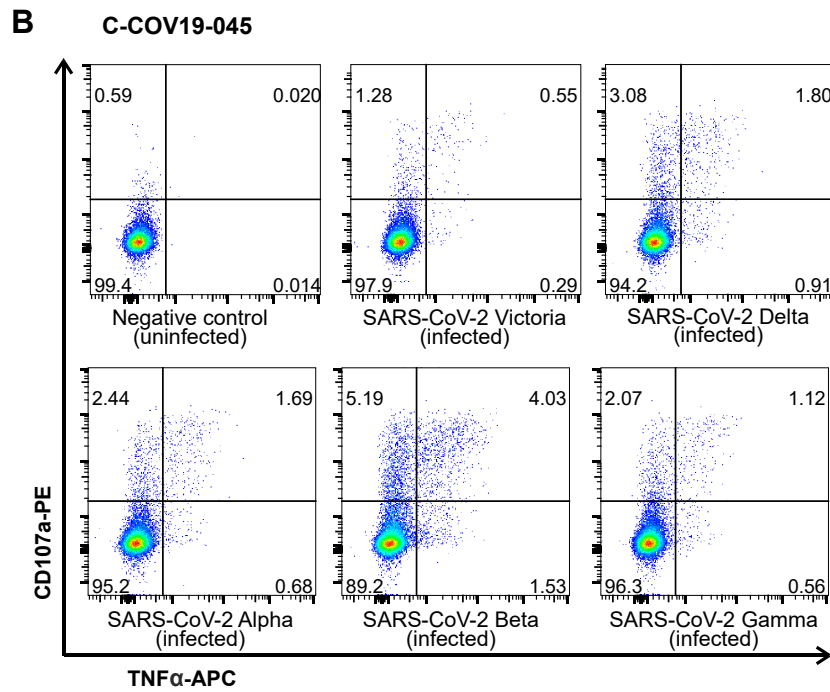 B
C-COV19-045
0.59 0.020
99.4 0.014
Negative control
(uninfected)
1.28 0.55
97.9 0.29
SARS-CoV-2 Victoria
(infected)
3.08 1.80
94.2 0.91
SARS-CoV-2 Delta
(infected)
2.44 1.69
95.2 0.68
SARS-CoV-2 Alpha
(infected)
5.19 4.03
89.2 1.53
SARS-CoV-2 Beta
(infected)
2.07 1.12
96.3 0.56
SARS-CoV-2 Gamma
(infected)
CD107a-PE
TNFα-APC